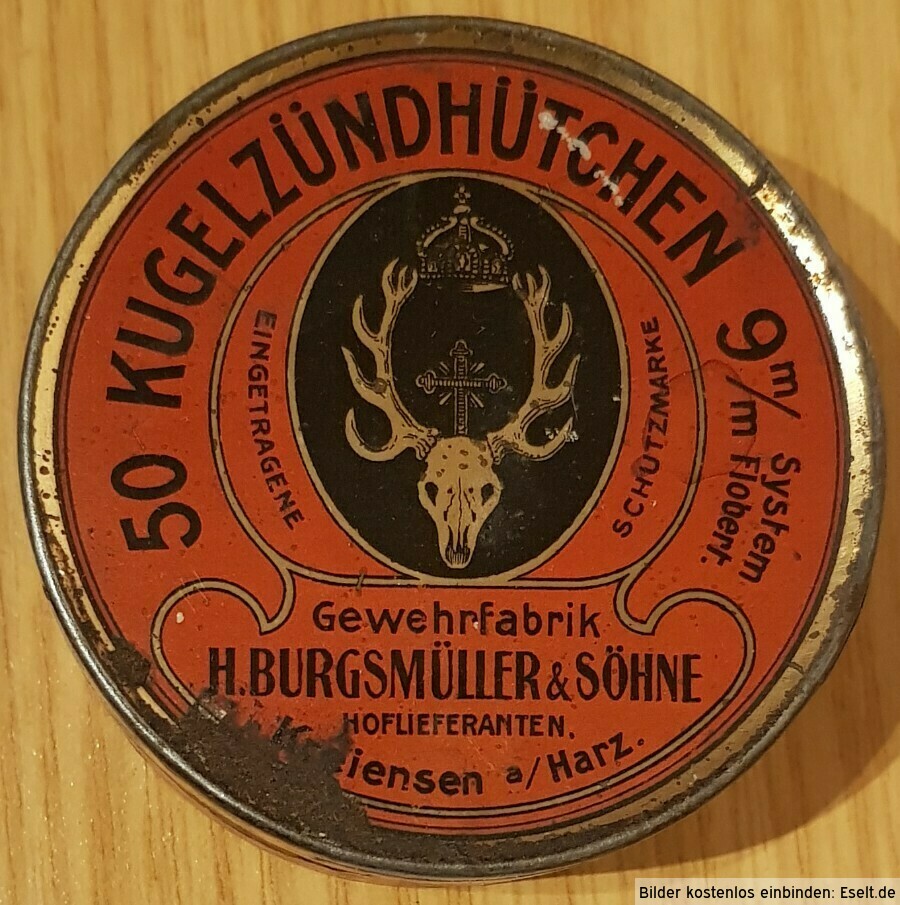 50 KUGELZÜNDHÜTCHEN 9 m/m System Flobert.
EINGETRAGENE
SCHUTZMARKE
Gewehrfabrik
H. BURGSMÜLLER & SÖHNE
HOFLIEFERANTEN.
a/Harz.
Bilder kostenlos einbinden: Eselt.de